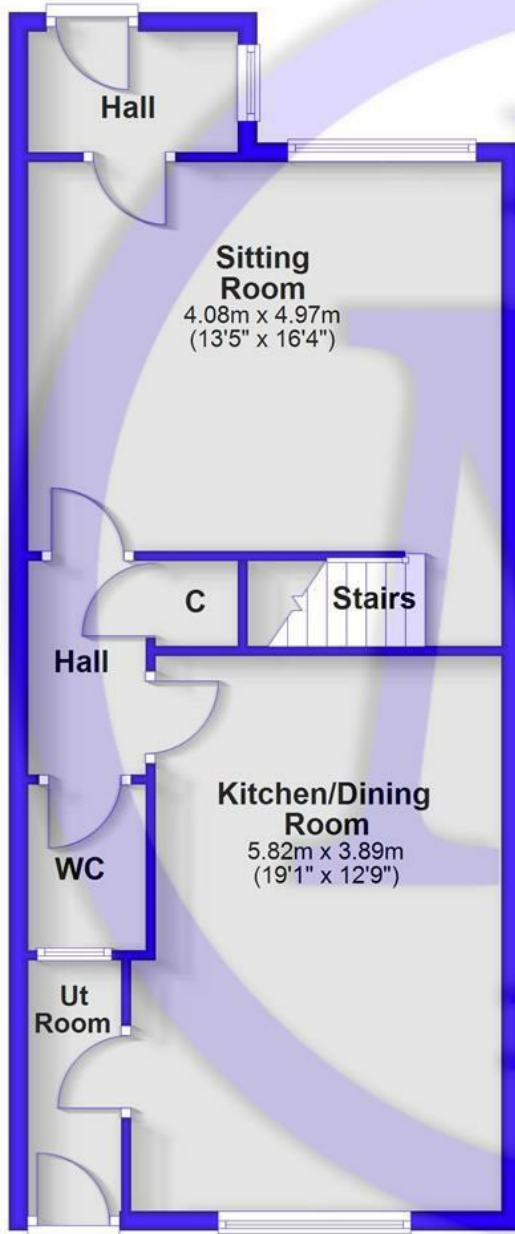 Hall
Sitting
Room
4.08m x 4.97m
(13'5" x 16'4")
C
Stairs
Hall
Kitchen/Dining
Room
5.82m x 3.89m
(19'1" x 12'9")
WC
Ut
Room